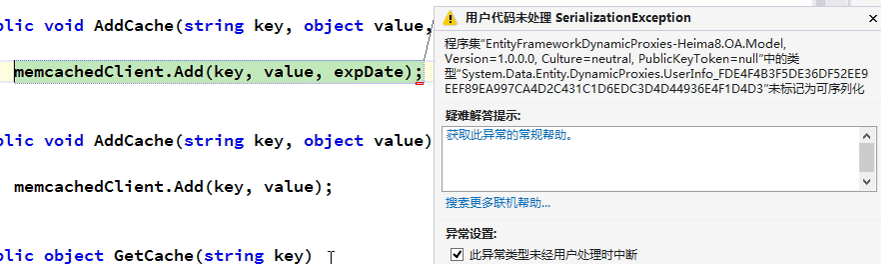 blic void AddCache(string key, object value,
memcachedClient.Add(key, value, expDate);
blic void AddCache(string key, object value)
memcachedClient.Add(key, value);
blic object GetCache(string key)
用户代码未处理 SerializationException
程序集"EntityFrameworkDynamicProxies-Heima8.OA.Model,
Version=1.0.0.0, Culture=neutral, PublicKeyToken=null"中的类
型"System.Data.Entity.DynamicProxies.UserInfo_FDE4F4B3F5DE36DF52EE9
EEF89EA997CA4D2C431C1D6EDC3D4D44936E4F1D4D3"未标记为可序列化
疑难解答提示:
获取此异常的常规帮助。
搜索更多联机帮助...
异常设置:
此异常类型未经用户处理时中断